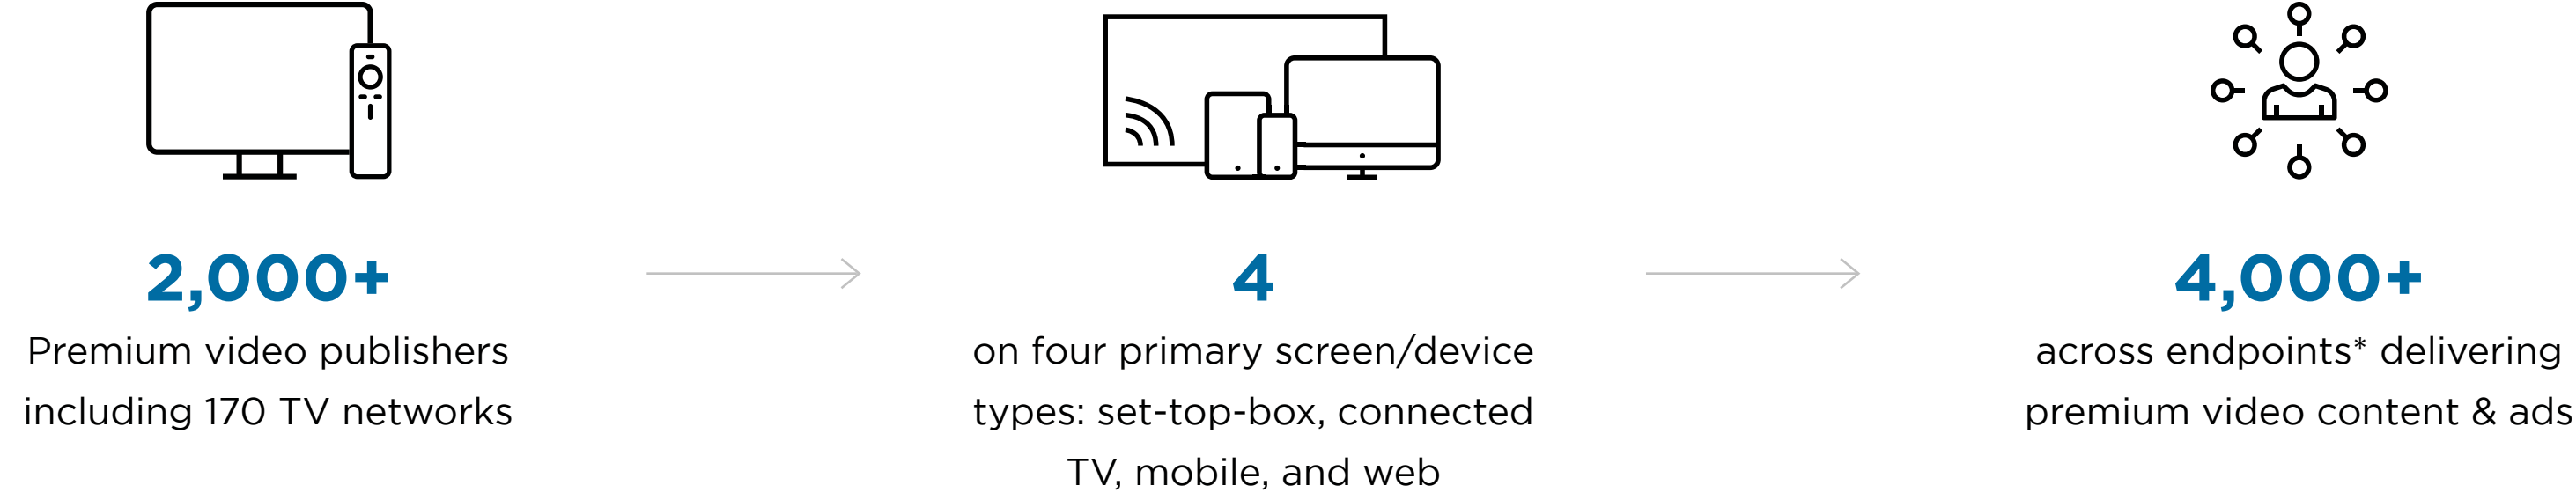 2,000+
Premium video publishers
including 170 TV networks
4
on four primary screen/device
types: set-top-box, connected
TV, mobile, and web
4,000+
across endpoints* delivering
premium video content & ads